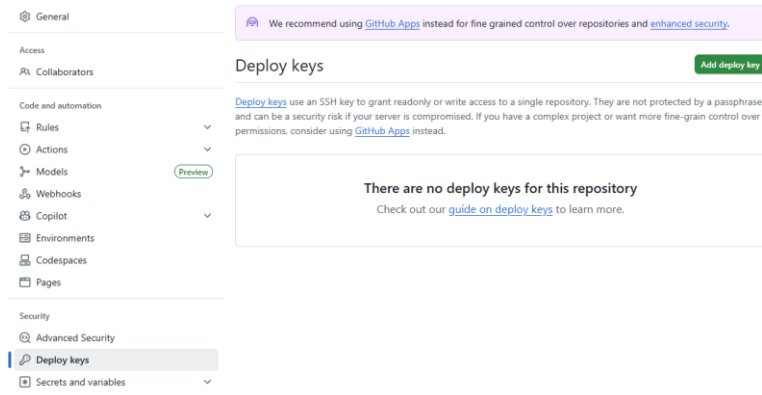 General
Access
Collaborators
Code and automation
Rules
Actions
Models Preview
Webhooks
Copilot
Environments
Codespaces
Pages
Security
Advanced Security
Deploy keys
Secrets and variables
We recommend using GitHub Apps instead for fine grained control over repositories and enhanced security.
Deploy keys
Add deploy key
Deploy keys use an SSH key to grant readonly or write access to a single repository. They are not protected by a passphrase
and can be a security risk if your server is compromised. If you have a complex project or want more fine-grain control over
permissions, consider using GitHub Apps instead.
There are no deploy keys for this repository
Check out our guide on deploy keys to learn more.